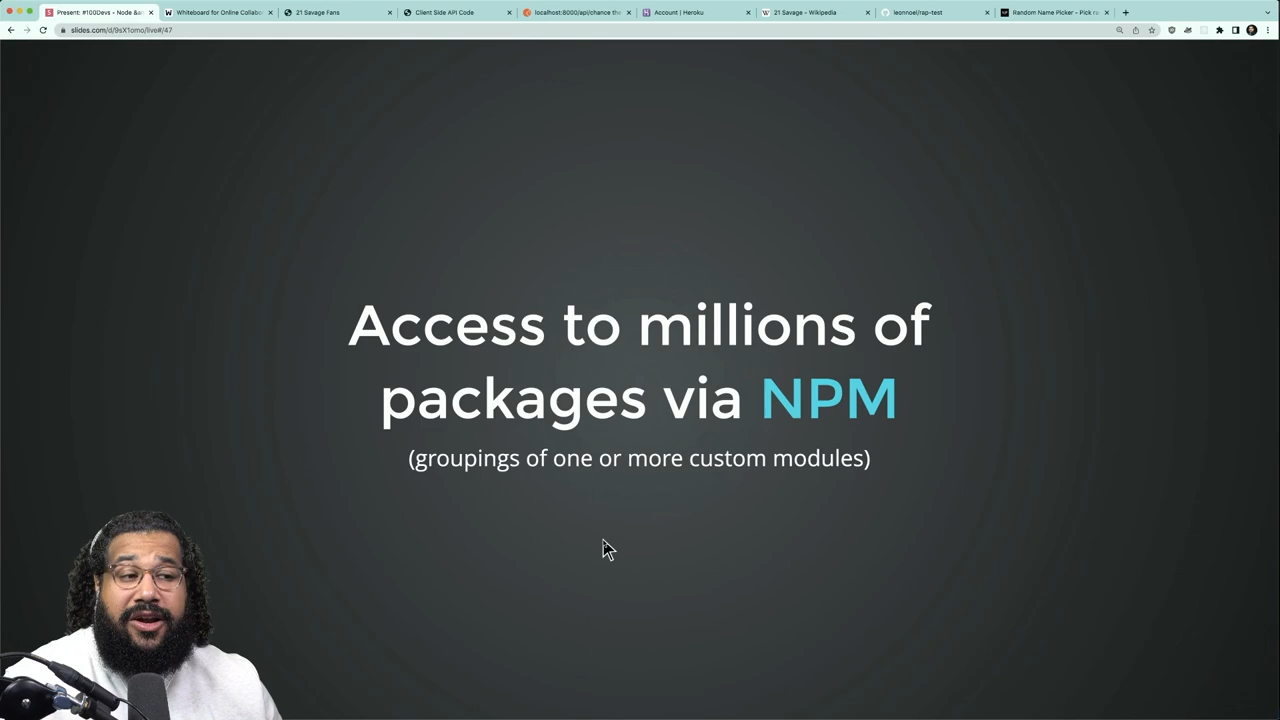 Present: #100Devs - Node &a
Whiteboard for Online Collabor
21 Savage Fans
Client Side API Code
localhost:8000/api/chance the
Account | Heroku
21 Savage - Wikipedia
leonnoel/rap-test
Random Name Picker - Pick ra
slides.com/d/9sX1omo/live#/47
Access to millions of
packages via NPM
(groupings of one or more custom modules)